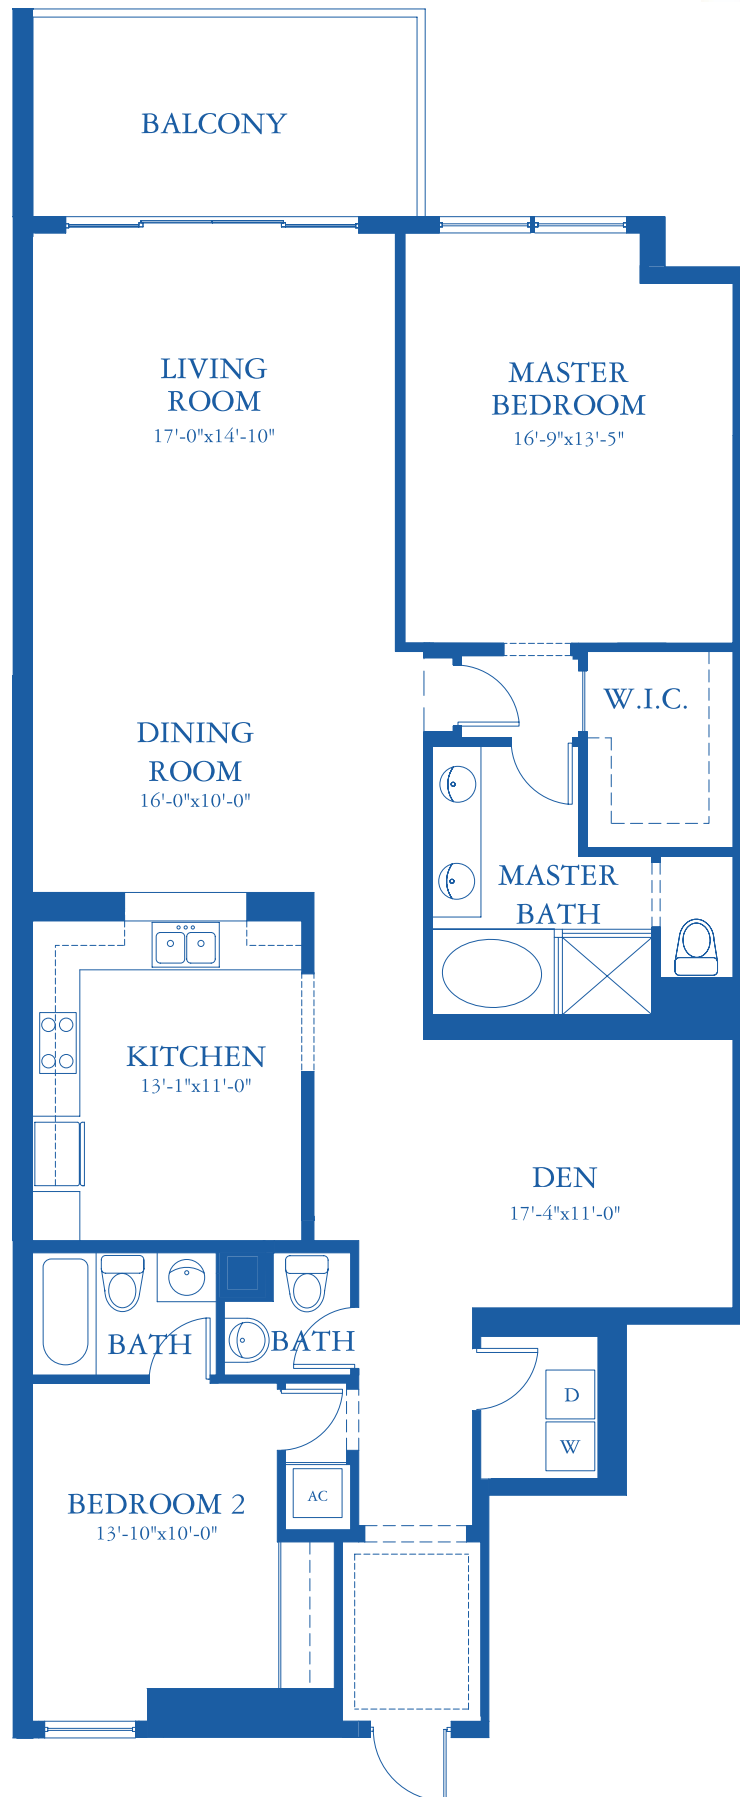 BALCONY
LIVING
ROOM
17'-0"x14'-10"
MASTER
BEDROOM
16'-9"x13'-5"
W.I.C.
DINING
ROOM
16'-0"x10'-0"
MASTER
BATH
KITCHEN
13'-1"x11'-0"
DEN
17'-4"x11'-0"
BATH
BATH
D
W
AC
BEDROOM 2
13'-10"x10'-0"